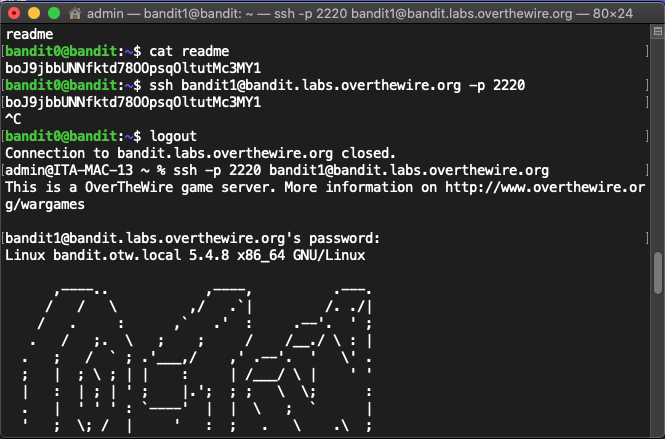 admin — bandit1@bandit: ~ — ssh -p 2220 bandit1@bandit.labs.overthewire.org — 80×24
readme
[bandit0@bandit:~$ cat readme ]
boJ9jbbUNNfktd78OOpsqOltutMc3MY1
[bandit0@bandit:~$ ssh bandit1@bandit.labs.overthewire.org -p 2220 ]
[boJ9jbbUNNfktd78OOpsqOltutMc3MY1 ]
^C
[bandit0@bandit:~$ logout ]
Connection to bandit.labs.overthewire.org closed.
[admin@ITA-MAC-13 ~ % ssh -p 2220 bandit1@bandit.labs.overthewire.org ]
This is a OverTheWire game server. More information on http://www.overthewire.or
g/wargames
[bandit1@bandit.labs.overthewire.org's password: ]
Linux bandit.otw.local 5.4.8 x86_64 GNU/Linux